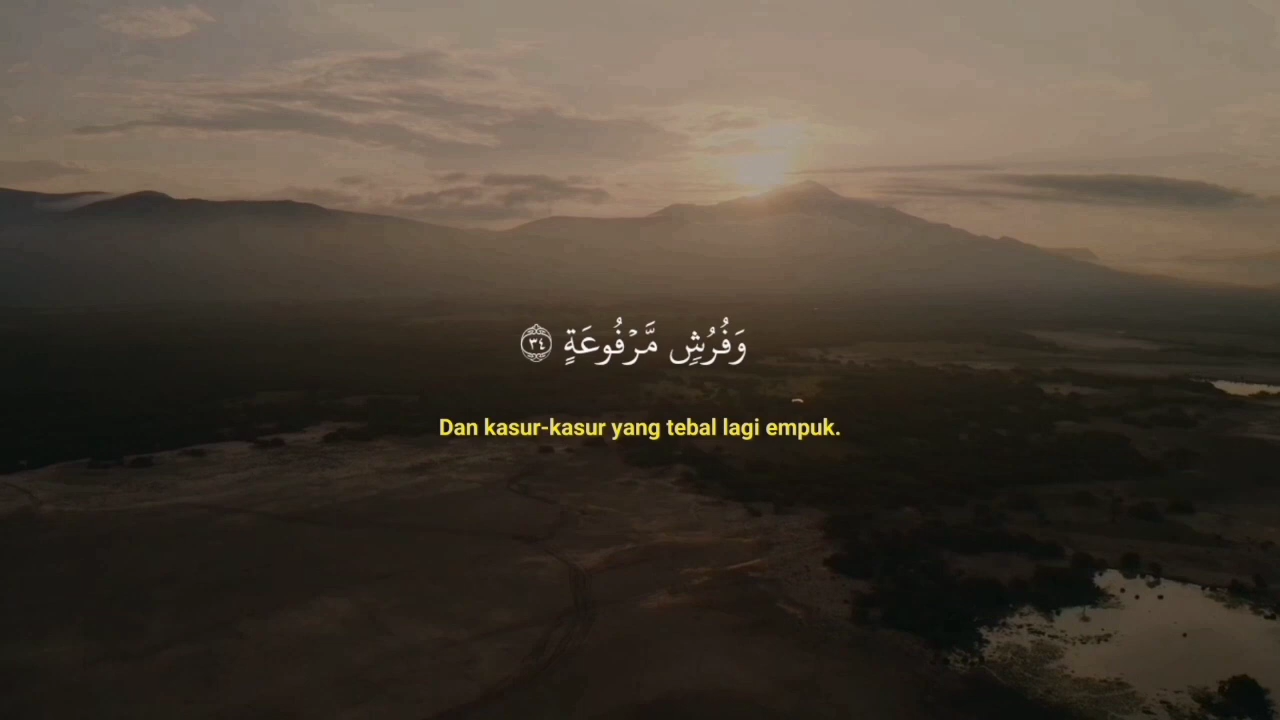 وَفُرُشٍ مَّرْفُوعَةٍ ٣٤
Dan kasur-kasur yang tebal lagi empuk.